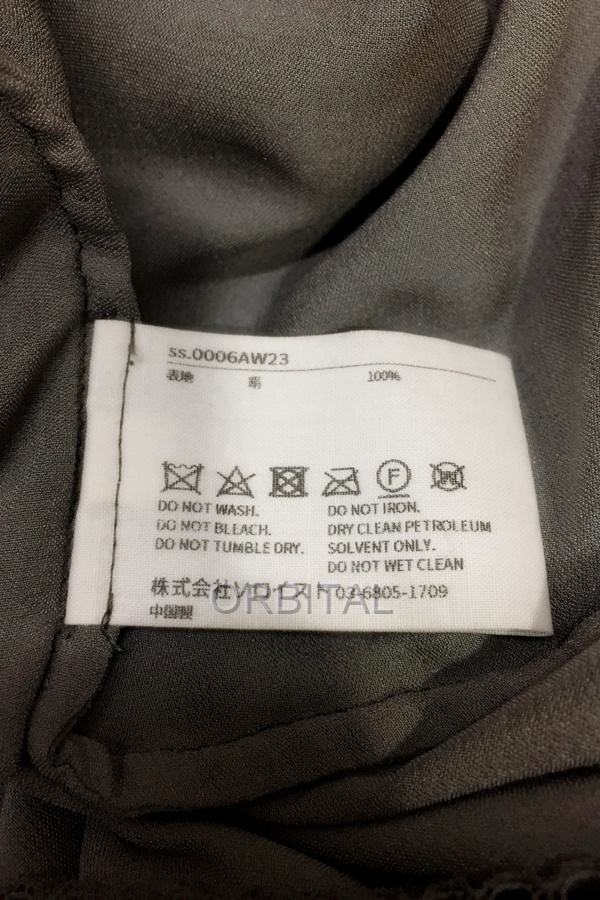 ss.0006AW23
表地 絹 100%
F W
DO NOT WASH.
DO NOT BLEACH.
DO NOT TUMBLE DRY.
DO NOT IRON.
DRY CLEAN PETROLEUM
SOLVENT ONLY.
DO NOT WET CLEAN
株式会社ソロイスト 03-6805-1709
中国製
ORBITAL